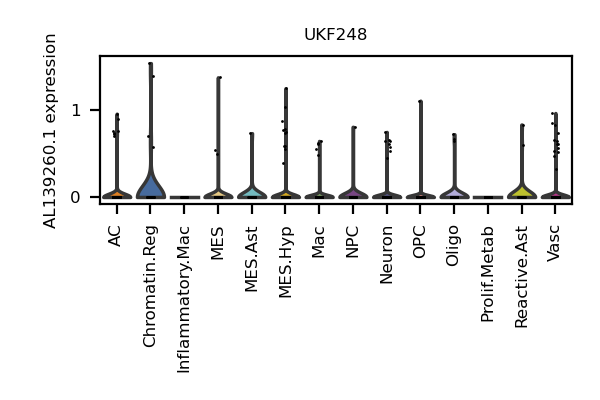 UKF248
AL139260.1 expression
1
0
AC
Chromatin.Reg
Inflammatory.Mac
MES
MES.Ast
MES.Hyp
Mac
NPC
Neuron
OPC
Oligo
Prolif.Metab
Reactive.Ast
Vasc